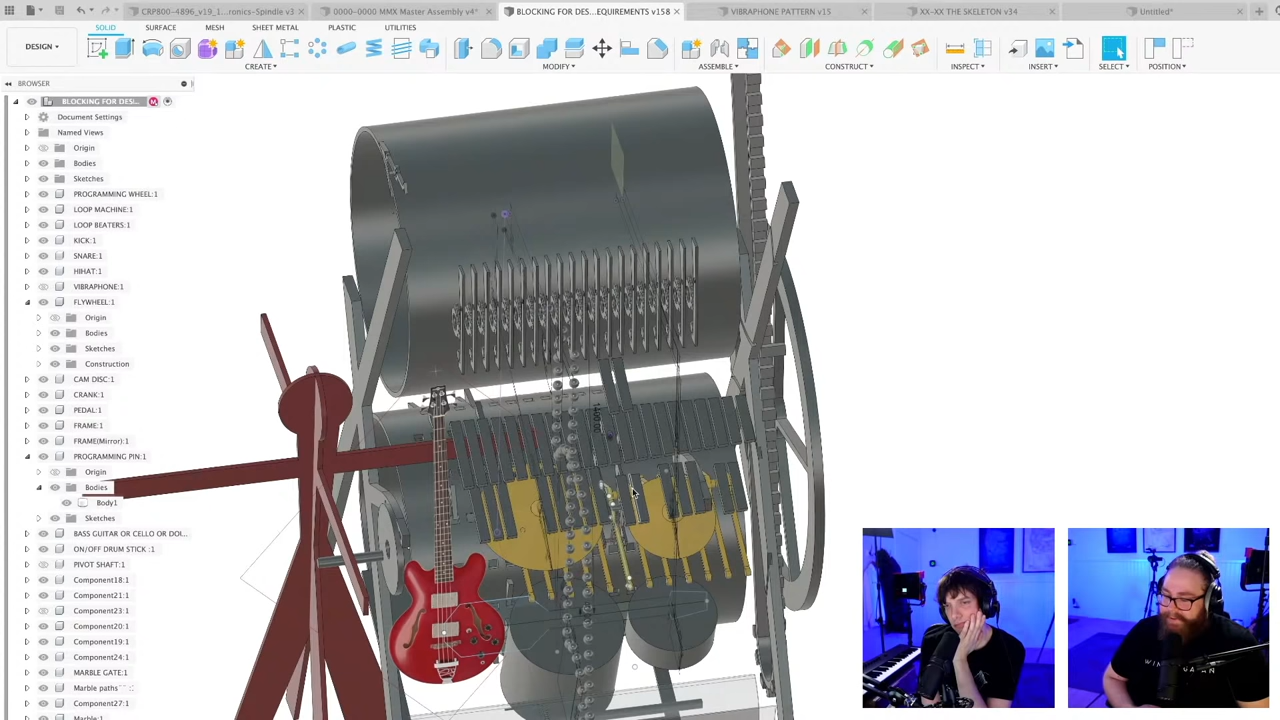 CRP800-4896_v19_1...ronics-Spindle v3
0000-0000 MMX Master Assembly v4*
BLOCKING FOR DES...EQUIREMENTS v158
VIBRAPHONE PATTERN v15
XX-XX THE SKELETON v34
Untitled*
DESIGN
SOLID
SURFACE
MESH
SHEET METAL
PLASTIC
UTILITIES
CREATE
MODIFY
ASSEMBLE
CONSTRUCT
INSPECT
INSERT
SELECT
POSITION
BROWSER
BLOCKING FOR DES...
M
Document Settings
Named Views
Origin
Bodies
Sketches
PROGRAMMING WHEEL:1
LOOP MACHINE:1
LOOP BEATERS:1
KICK:1
SNARE:1
HIHAT:1
VIBRAPHONE:1
FLYWHEEL:1
Origin
Bodies
Sketches
Construction
CAM DISC:1
CRANK:1
PEDAL:1
FRAME:1
FRAME(Mirror):1
PROGRAMMING PIN:1
Origin
Bodies
Body1
Sketches
BASS GUITAR OR CELLO OR DOI...
ON/OFF DRUM STICK :1
PIVOT SHAFT:1
Component18:1
Component21:1
Component23:1
Component20:1
Component19:1
Component24:1
MARBLE GATE:1
Marble paths
Component27:1
Marble:1